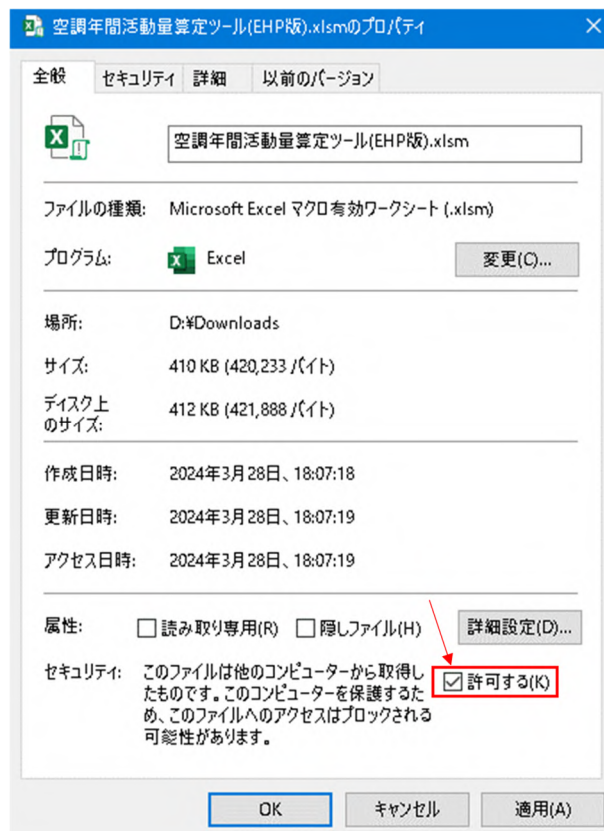 空調年間活動量算定ツール(EHP版).xlsmのプロパティ
全般 セキュリティ 詳細 以前のバージョン
空調年間活動量算定ツール(EHP版).xlsm
ファイルの種類: Microsoft Excel マクロ有効ワークシート (.xlsm)
プログラム: Excel 変更(C)...
場所: D:¥Downloads
サイズ: 410 KB (420,233 バイト)
ディスク上
のサイズ: 412 KB (421,888 バイト)
作成日時: 2024年3月28日、18:07:18
更新日時: 2024年3月28日、18:07:19
アクセス日時: 2024年3月28日、18:07:19
属性: 読み取り専用(R) 隠しファイル(H) 詳細設定(D)...
セキュリティ: このファイルは他のコンピューターから取得し
たものです。このコンピューターを保護するた
め、このファイルへのアクセスはブロックされる
可能性があります。
許可する(K)
OK キャンセル 適用(A)